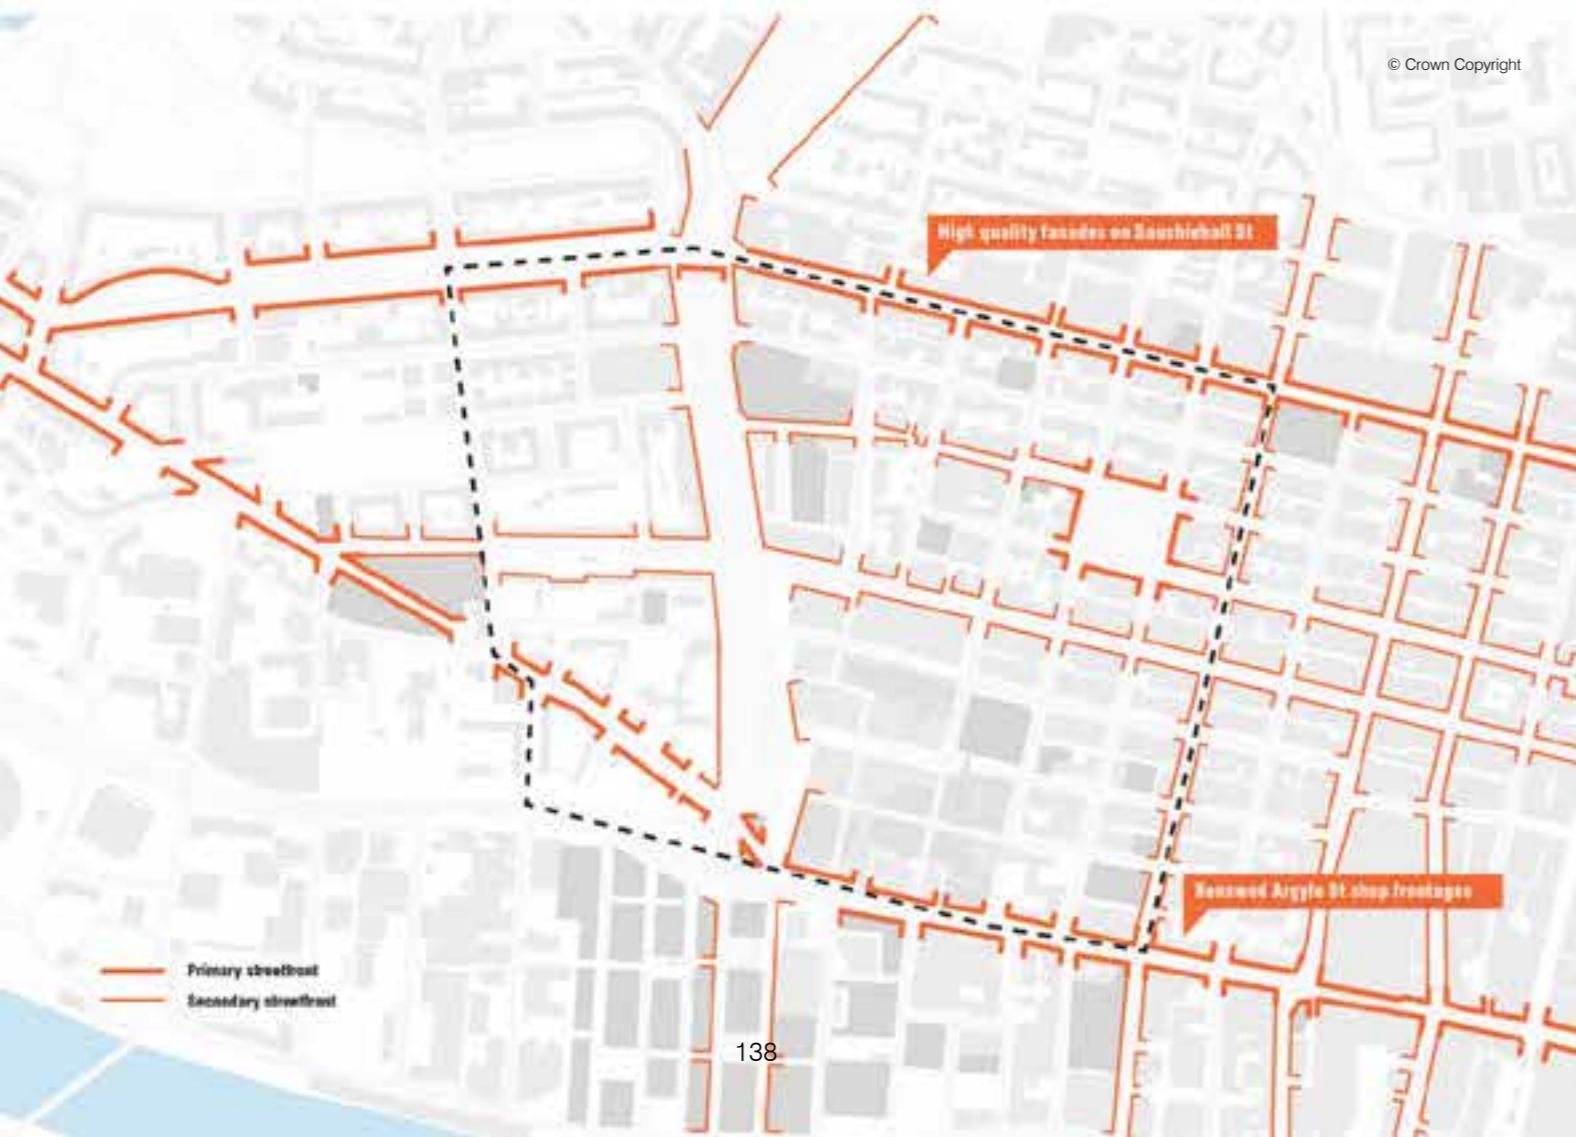 © Crown Copyright
High quality facades on Sauchiehall St
Renewed Argyle St shop frontages
Primary streetfront
Secondary streetfront
138